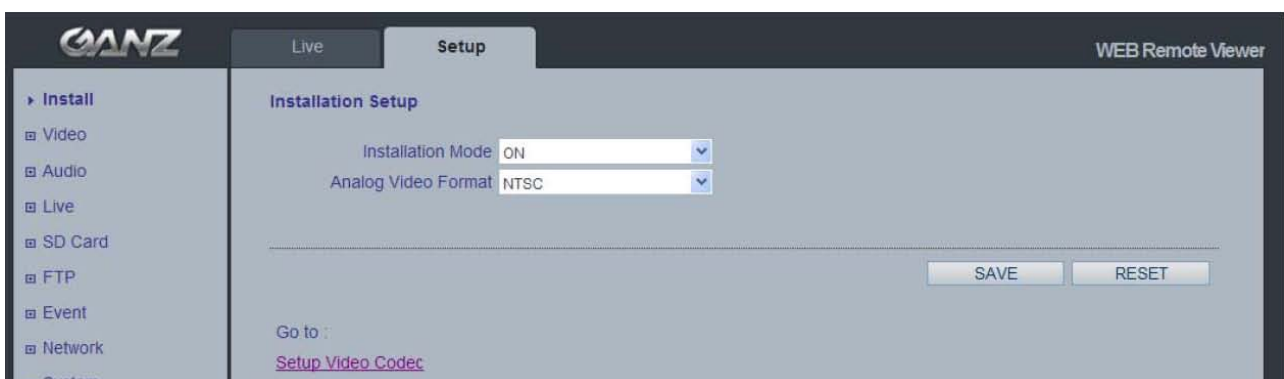 GANZ
Live
Setup
WEB Remote Viewer
Install
Video
Audio
Live
SD Card
FTP
Event
Network
Installation Setup
Installation Mode ON
Analog Video Format NTSC
SAVE
RESET
Go to :
Setup Video Codec